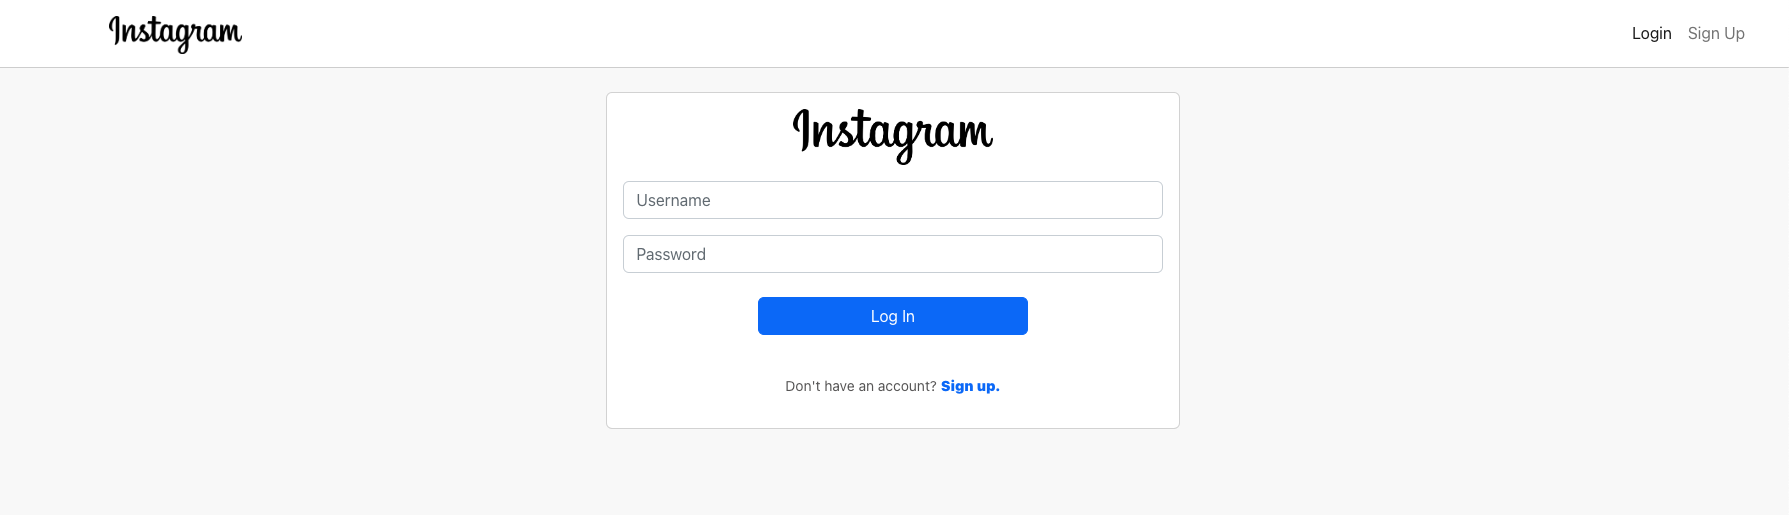 Instagram
Login Sign Up
Instagram
Username
Password
Log In
Don't have an account? Sign up.